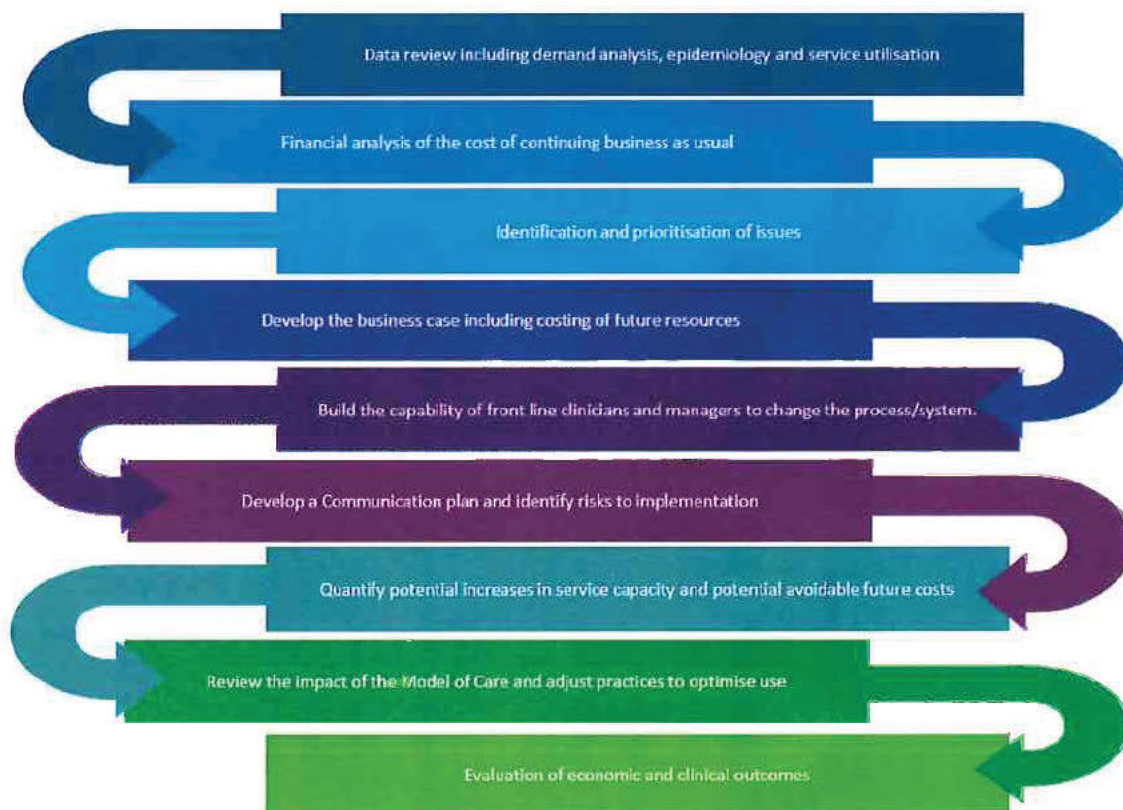 Data review including demand analysis, epidemiology and service utilisation
Financial analysis of the cost of continuing business as usual
Identification and prioritisation of issues
Develop the business case including costing of future resources
Build the capability of front line clinicians and managers to change the process/system.
Develop a Communication plan and identify risks to implementation
Quantify potential increases in service capacity and potential avoidable future costs
Review the impact of the Model of Care and adjust practices to optimise use
Evaluation of economic and clinical outcomes